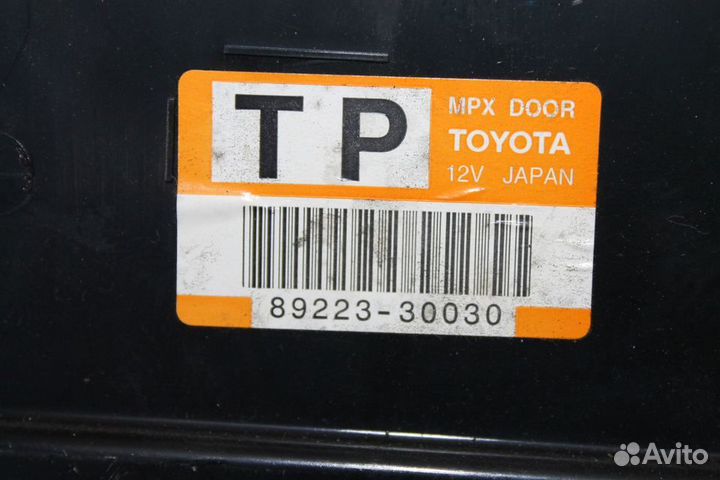 TP
MPX DOOR
TOYOTA
12V JAPAN
89223-30030
Avito